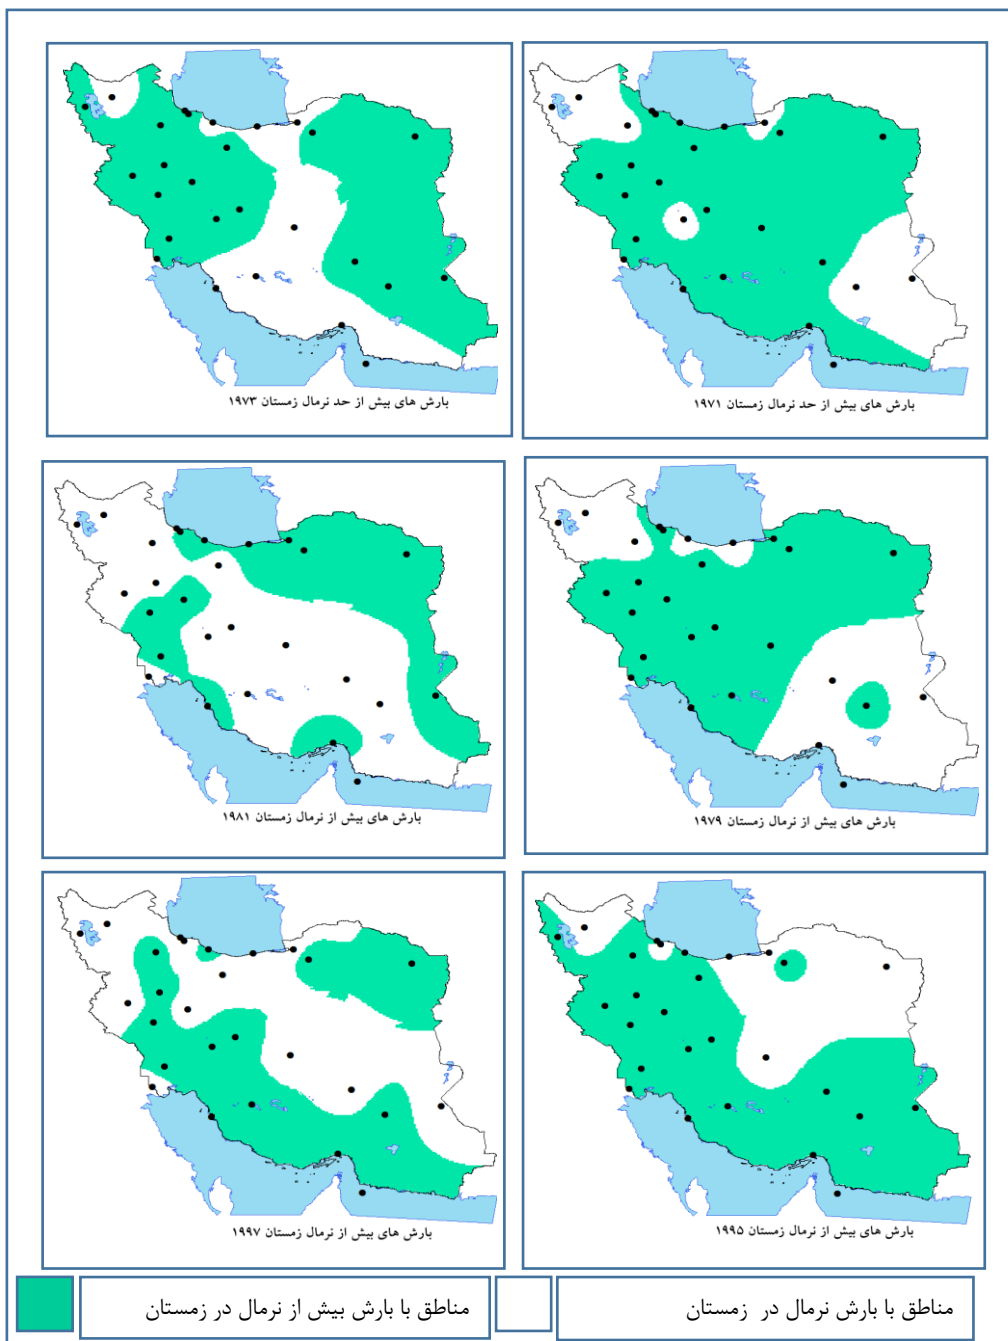 بارش های بیش از حد نرمال زمستان ۱۹۷۱
بارش های بیش از حد نرمال زمستان ۱۹۷۳
بارش های بیش از نرمال زمستان ۱۹۷۹
بارش های بیش از نرمال زمستان ۱۹۸۱
بارش های بیش از نرمال زمستان ۱۹۹۵
بارش های بیش از نرمال زمستان ۱۹۹۷
مناطق با بارش نرمال در زمستان
مناطق با بارش بیش از نرمال در زمستان